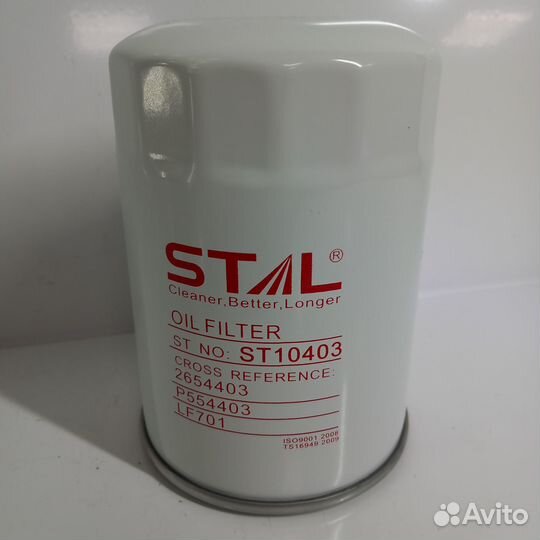 STAL®
Cleaner,Better,Longer
OIL FILTER
ST NO: ST10403
CROSS REFERENCE:
2654403
P554403
LF701
ISO9001 2008
TS16949 2009
Avito